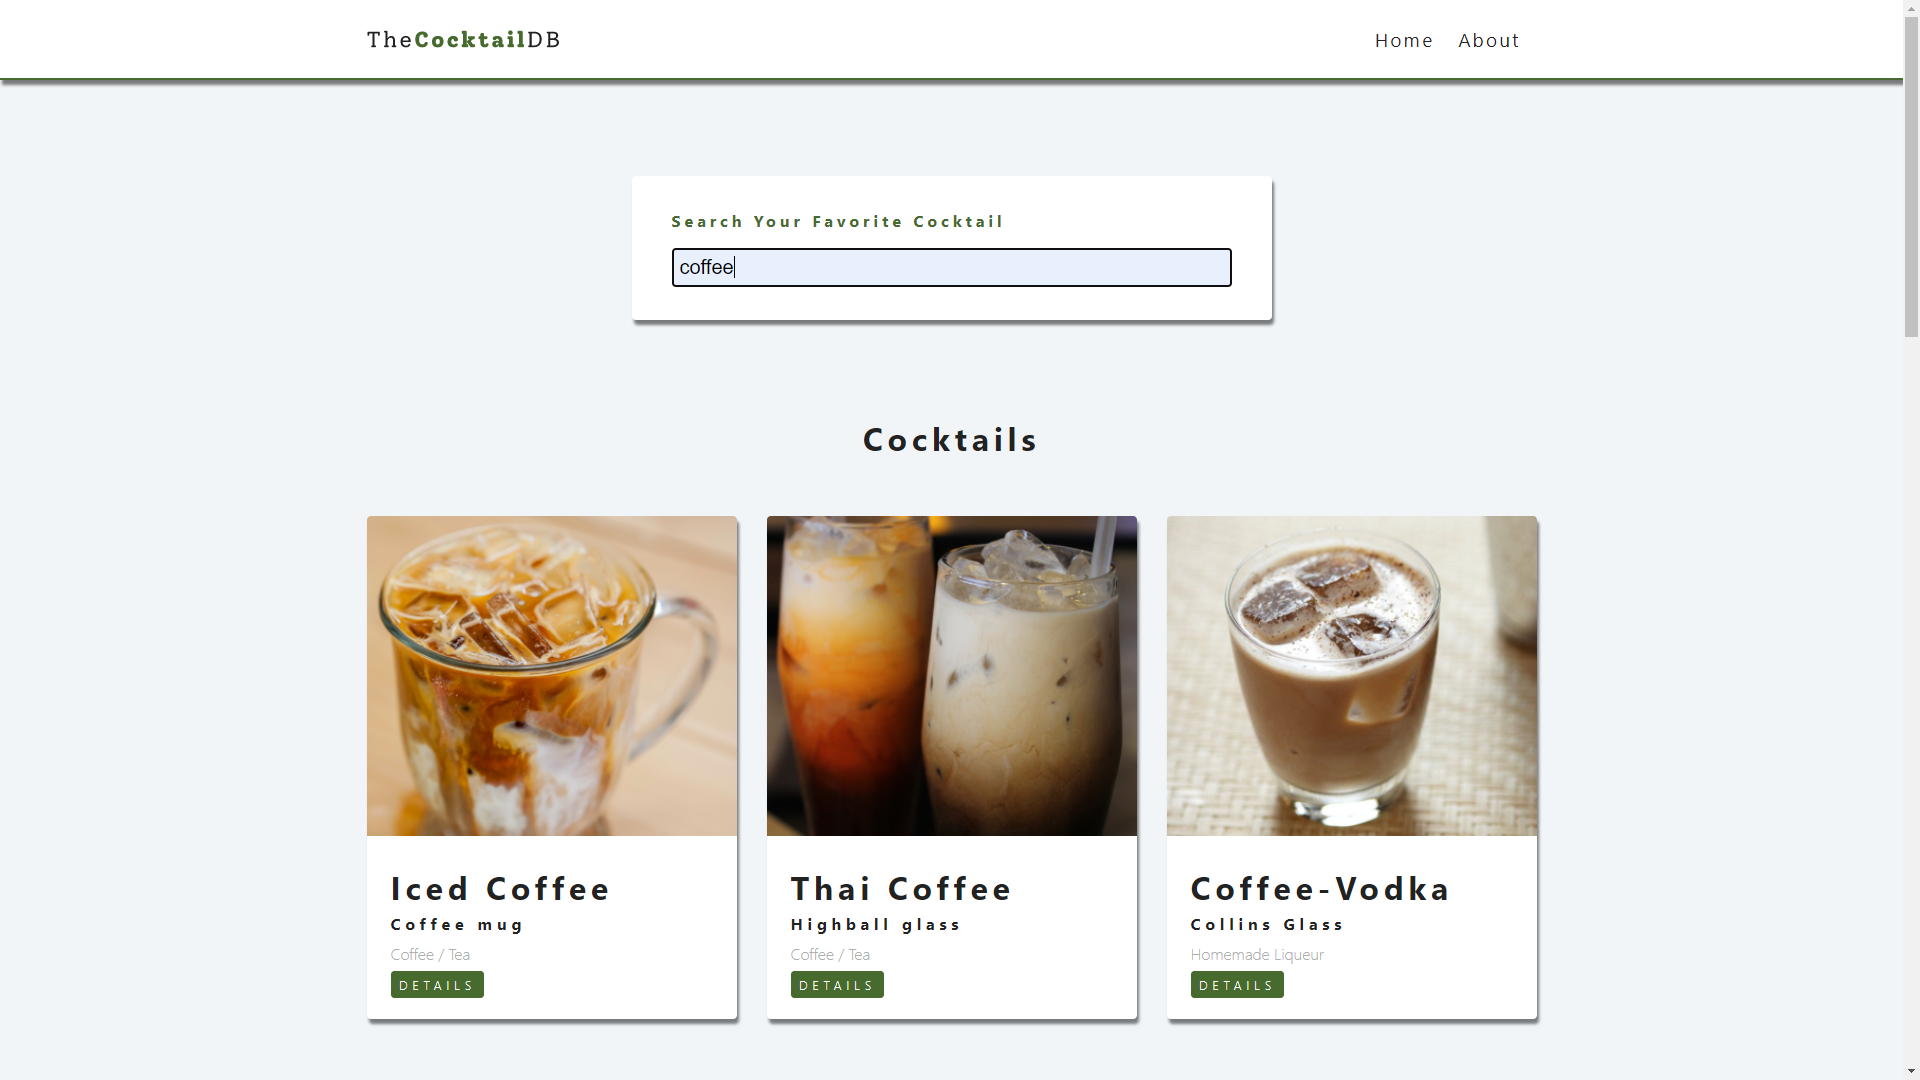 TheCocktailDB
Home About
Search Your Favorite Cocktail
coffee
Cocktails
Iced Coffee
Coffee mug
Coffee / Tea
DETAILS
Thai Coffee
Highball glass
Coffee / Tea
DETAILS
Coffee-Vodka
Collins Glass
Homemade Liqueur
DETAILS